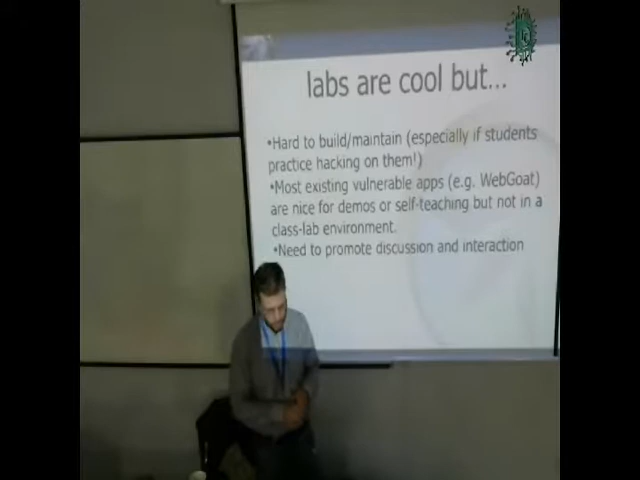 labs are cool but...
•Hard to build/maintain (especially if students
practice hacking on them!)
•Most existing vulnerable apps (e.g. WebGoat)
are nice for demos or self-teaching but not in a
class-lab environment.
•Need to promote discussion and interaction